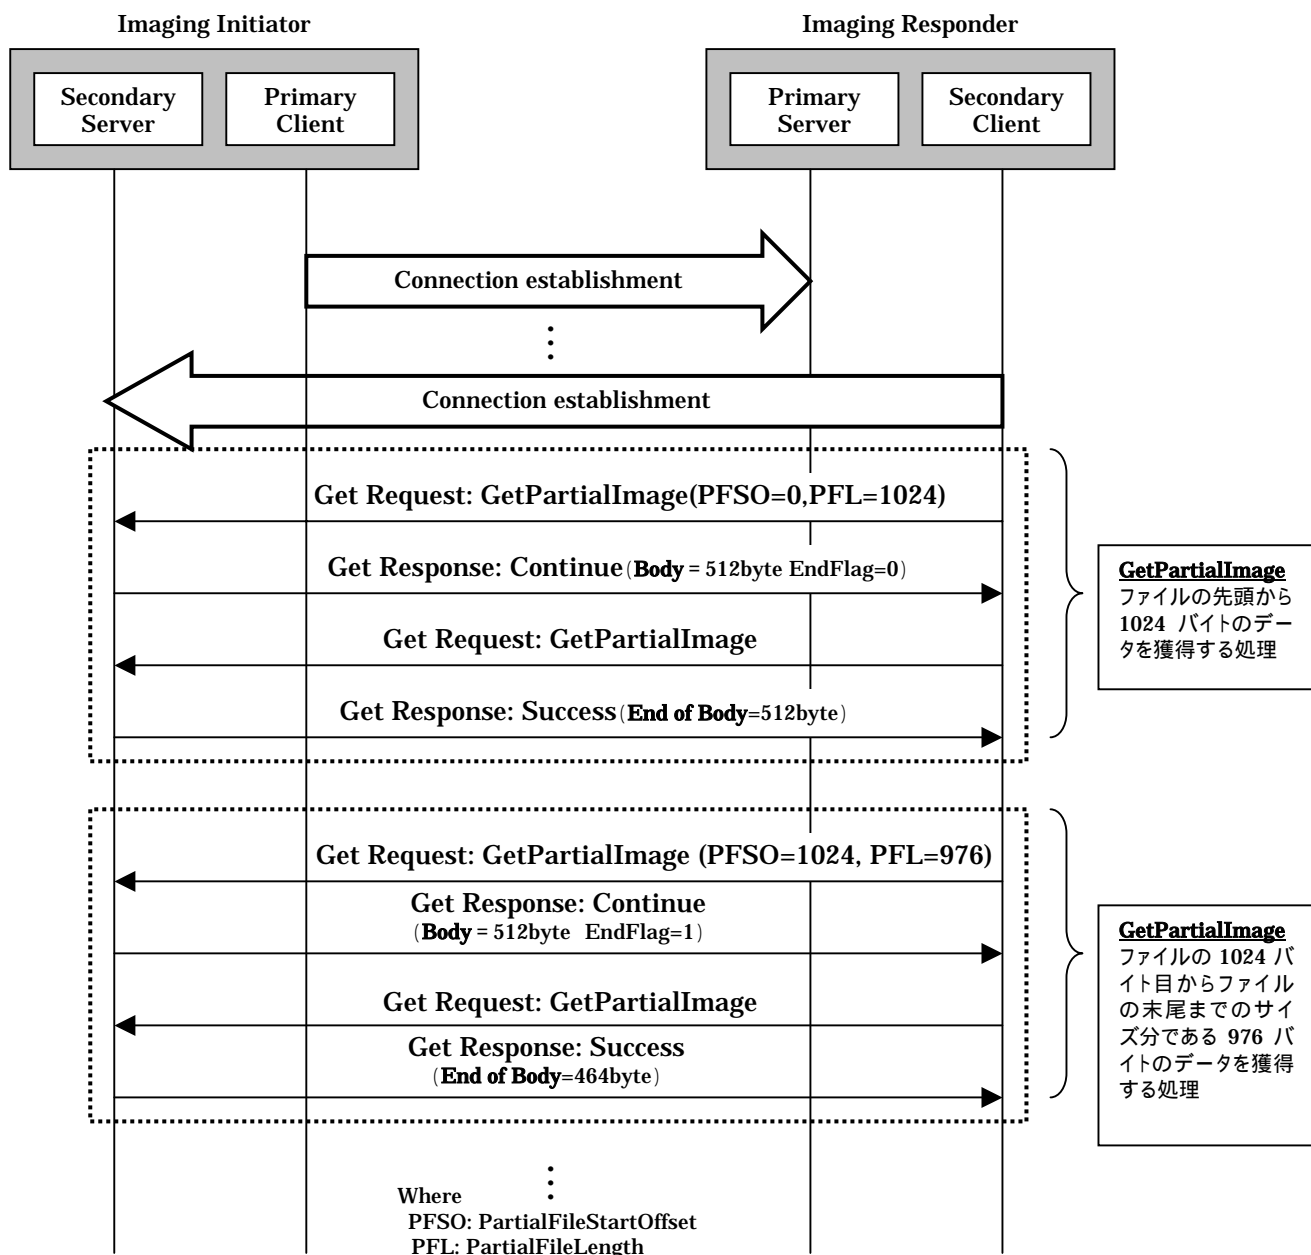 Imaging Initiator
Imaging Responder
Secondary
Server
Primary
Client
Primary
Server
Secondary
Client
Connection establishment
Connection establishment
Get Request: GetPartialImage(PFSO=0,PFL=1024)
Get Response: Continue(Body = 512byte EndFlag=0)
Get Request: GetPartialImage
Get Response: Success(End of Body=512byte)
GetPartialImage
ファイルの先頭から
1024 バイトのデー
タを獲得する処理
Get Request: GetPartialImage (PFSO=1024, PFL=976)
Get Response: Continue
(Body = 512byte EndFlag=1)
Get Request: GetPartialImage
Get Response: Success
(End of Body=464byte)
GetPartialImage
ファイルの 1024 バ
イト目からファイル
の末尾までのサイ
ズ分である 976 バ
イトのデータを獲得
する処理
Where
PFSO: PartialFileStartOffset
PFL: PartialFileLength